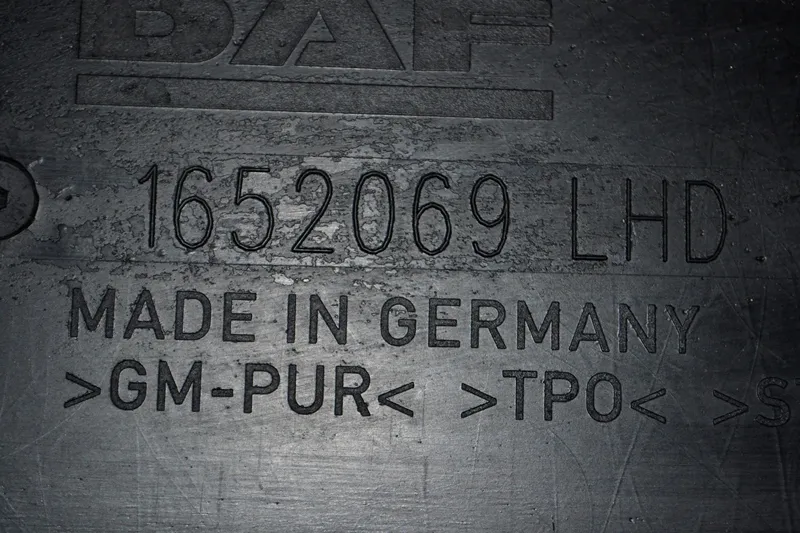 DAF
1652069 LHD
MADE IN GERMANY
>GM-PUR< >TPO<